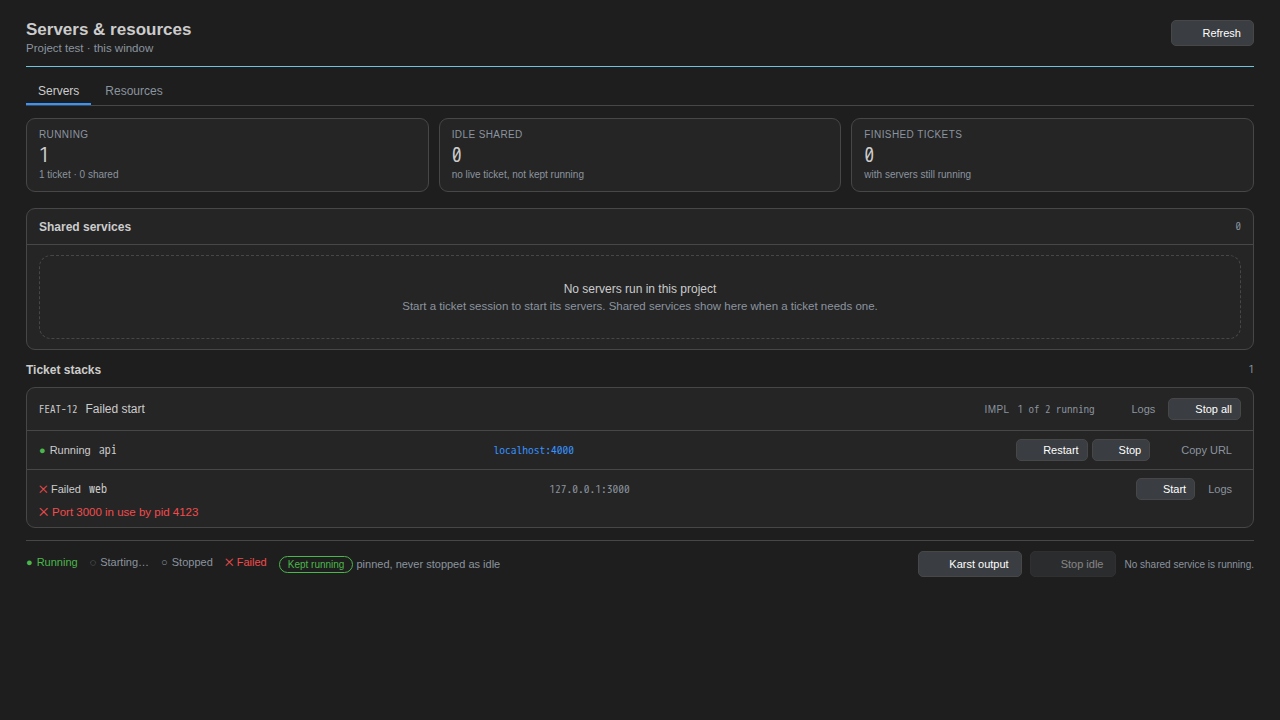 Servers & resources
Refresh
Project test · this window
Servers Resources
RUNNING
1
1 ticket · 0 shared
IDLE SHARED
0
no live ticket, not kept running
FINISHED TICKETS
0
with servers still running
Shared services 0
No servers run in this project
Start a ticket session to start its servers. Shared services show here when a ticket needs one.
Ticket stacks 1
FEAT-12 Failed start IMPL 1 of 2 running Logs Stop all
● Running api localhost:4000 Restart Stop Copy URL
✕ Failed web 127.0.0.1:3000 Start Logs
✕ Port 3000 in use by pid 4123
● Running ○ Starting… ○ Stopped ✕ Failed Kept running pinned, never stopped as idle Karst output Stop idle No shared service is running.